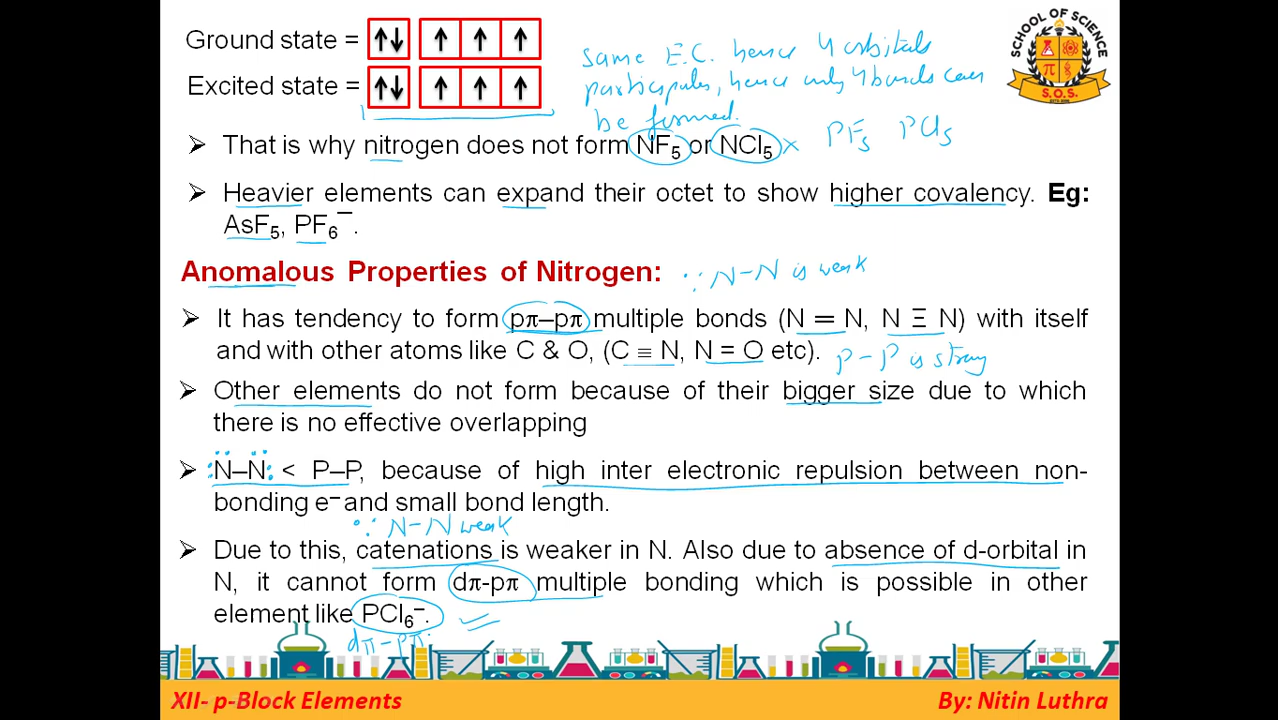 Ground state = ↑↓ ↑ ↑ ↑
Same E.C. hence 4 orbitals
Excited state = ↑↓ ↑ ↑ ↑
participates, hence only 4 bonds can
be formed.
SCHOOL OF SCIENCE
S.O.S.
➢ That is why nitrogen does not form NF₅ or NCl₅ × PF₅ PCl₅
➢ Heavier elements can expand their octet to show higher covalency. Eg:
AsF₅, PF₆⁻.
Anomalous Properties of Nitrogen: ∵ N-N is weak
➢ It has tendency to form pπ–pπ multiple bonds (N = N, N Ξ N) with itself
and with other atoms like C & O, (C ≡ N, N = O etc). P-P is strong
➢ Other elements do not form because of their bigger size due to which
there is no effective overlapping
➢ N–N < P–P, because of high inter electronic repulsion between non-
bonding e⁻ and small bond length.
∵ N-N weak
➢ Due to this, catenations is weaker in N. Also due to absence of d-orbital in
N, it cannot form dπ-pπ multiple bonding which is possible in other
element like PCl₆⁻.
dπ-pπ.
XII- p-Block Elements By: Nitin Luthra